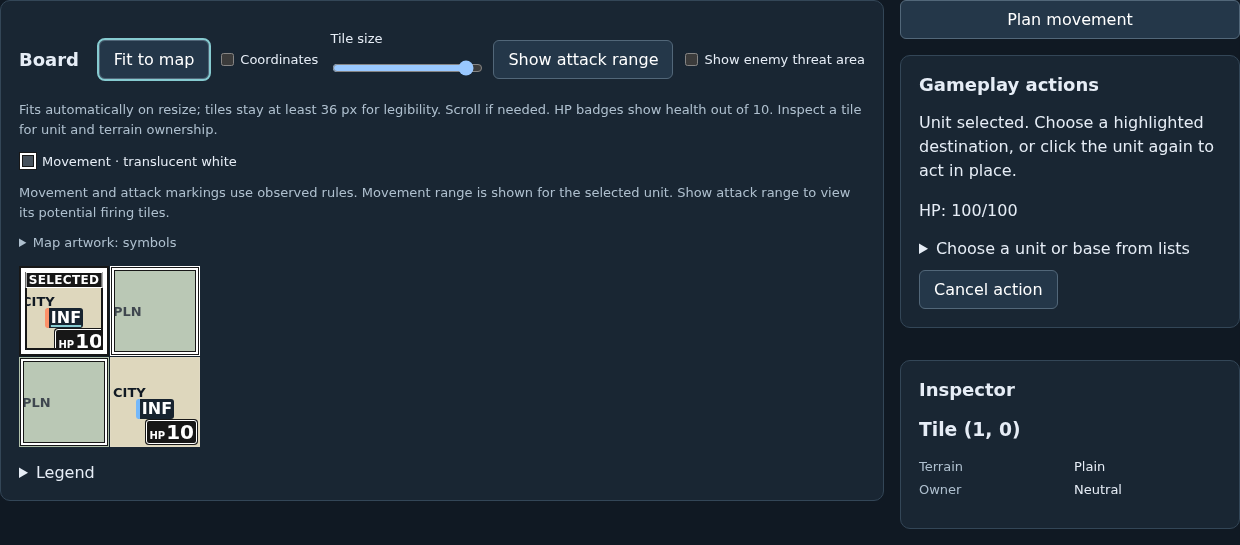 Board
Fit to map
Coordinates
Tile size
Show attack range
Show enemy threat area
Fits automatically on resize; tiles stay at least 36 px for legibility. Scroll if needed. HP badges show health out of 10. Inspect a tile
for unit and terrain ownership.
Movement · translucent white
Movement and attack markings use observed rules. Movement range is shown for the selected unit. Show attack range to view
its potential firing tiles.
Map artwork: symbols
SELECTED
CITY
INF
HP 10
PLN
PLN
CITY
INF
HP 10
Legend
Plan movement
Gameplay actions
Unit selected. Choose a highlighted
destination, or click the unit again to
act in place.
HP: 100/100
Choose a unit or base from lists
Cancel action
Inspector
Tile (1, 0)
Terrain Plain
Owner Neutral